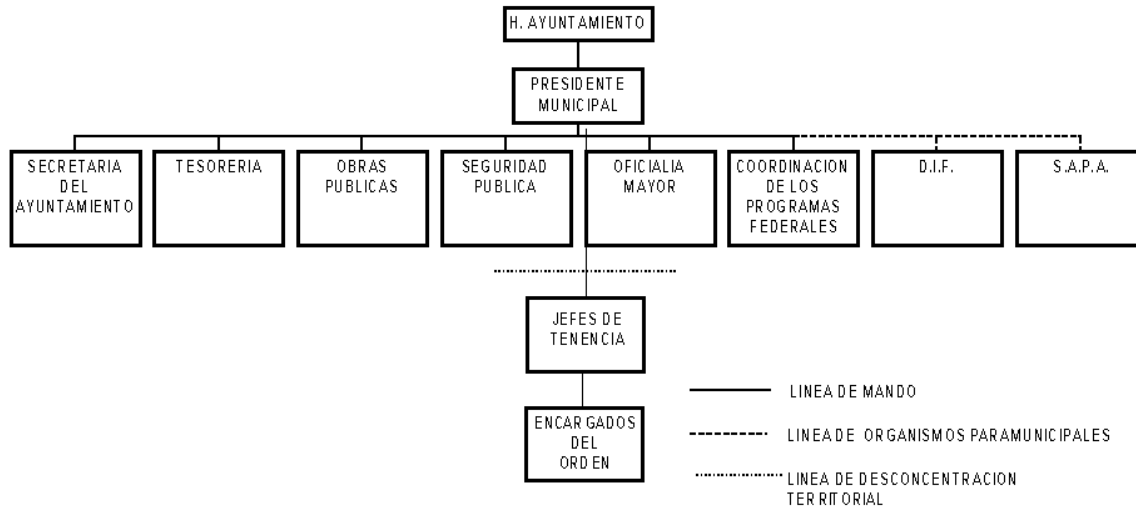 H. AYUNTAMIENTO
PRESIDENTE
MUNICIPAL
SECRETARIA
DEL
AYUNTAMIENTO
TESORERIA
OBRAS
PUBLICAS
SEGURIDAD
PUBLICA
OFICIALIA
MAYOR
COORDINACION
DE LOS
PROGRAMAS
FEDERALES
D.I.F.
S.A.P.A.
JEFES DE
TENENCIA
ENCARGADOS
DEL
ORDEN
LINEA DE MANDO
LINEA DE ORGANISMOS PARAMUNICIPALES
LINEA DE DESCONCENTRACION
TERRITORIAL